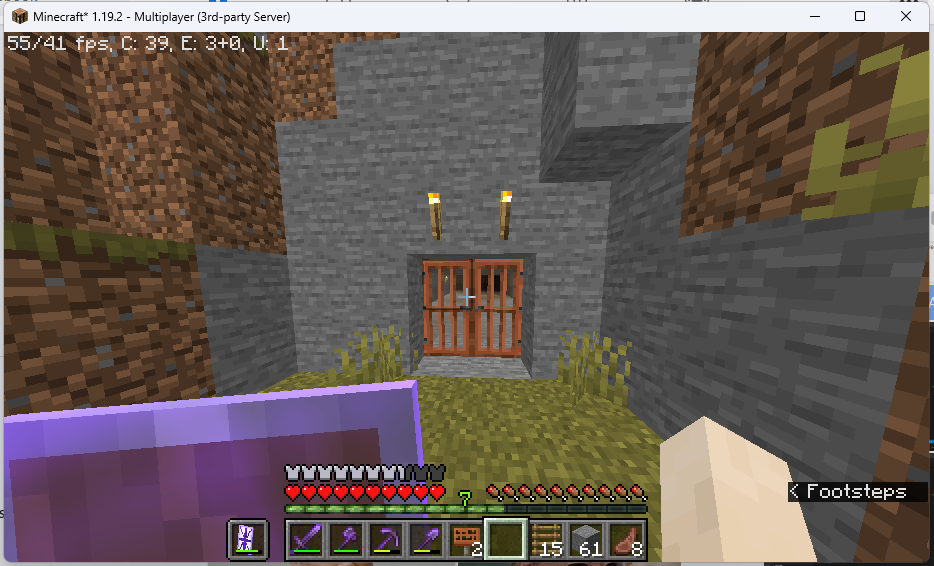 Minecraft* 1.19.2 - Multiplayer (3rd-party Server)
55/41 fps, C: 39, E: 3+0, U: 1
< Footsteps
7
2
15
61
8